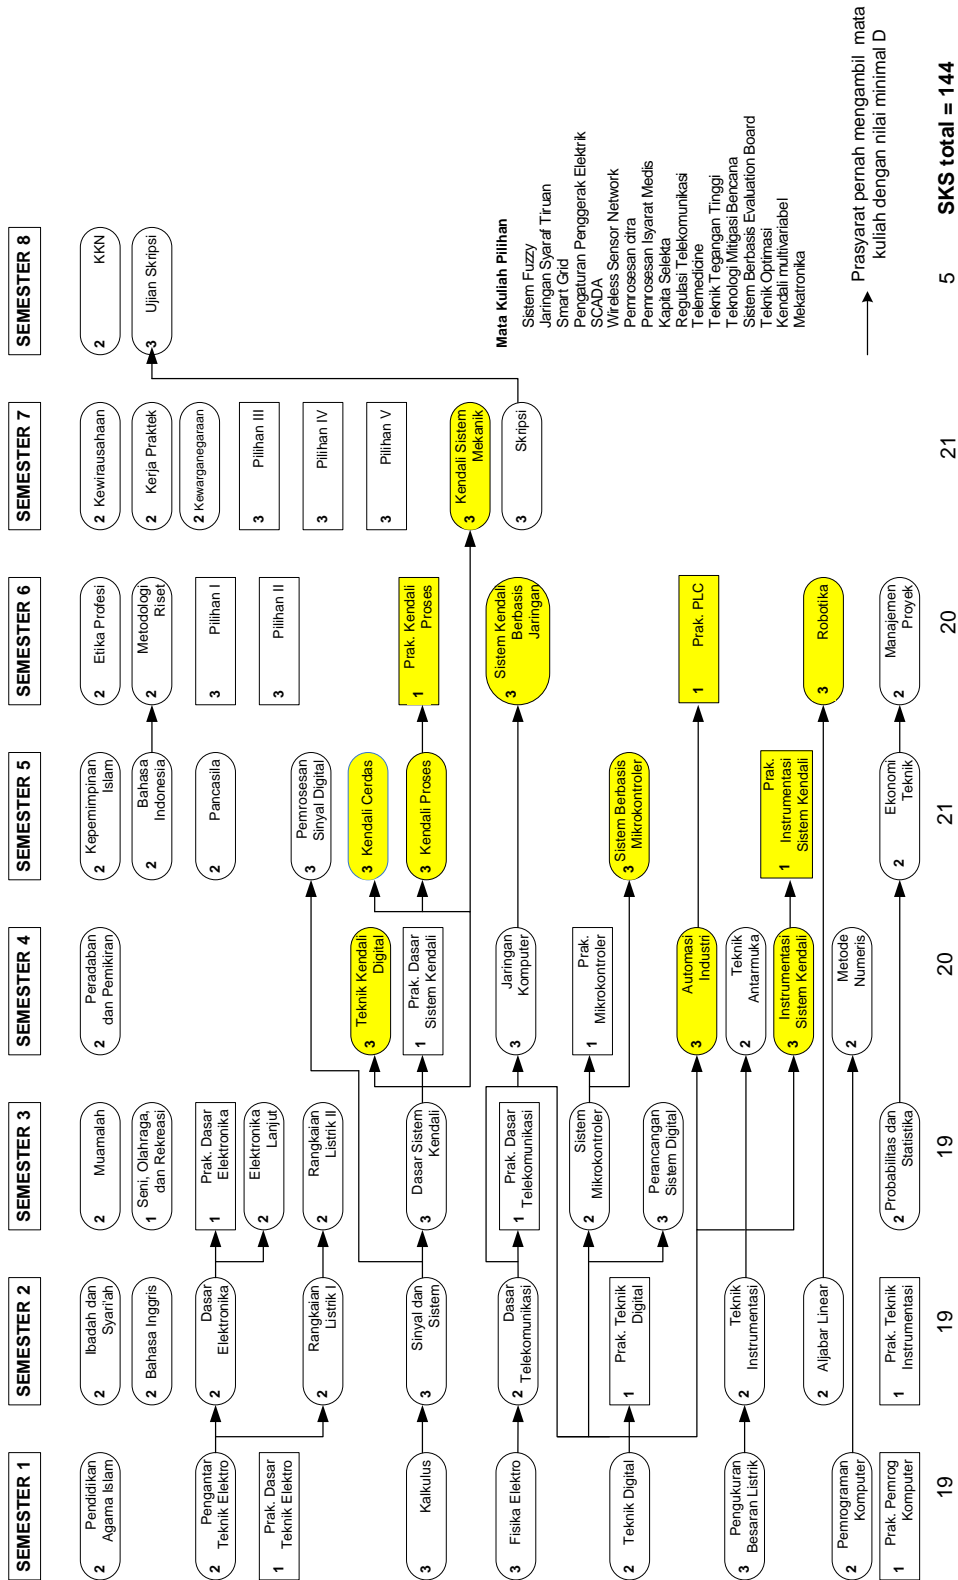 SEMESTER 1
2
Pendidikan
Agama Islam
2
Pengantar
Teknik Elektro
1
Prak. Dasar
Teknik Elektro
3
Kalkulus
3
Fisika Elektro
2
Teknik Digital
3
Pengukuran
Besaran Listrik
2
Pemrograman
Komputer
1
Prak. Pemrog
Komputer
19
SEMESTER 2
2
Ibadah dan
Syari'ah
2
Bahasa Inggris
2
Dasar
Elektronika
2
Rangkaian
Listrik I
3
Sinyal dan
Sistem
2
Dasar
Telekomunikasi
1
Prak. Teknik
Digital
2
Teknik
Instrumentasi
2
Aljabar Linear
1
Prak. Teknik
Instrumentasi
19
SEMESTER 3
2
Muamalah
1
Seni, Olahraga,
dan Rekreasi
1
Prak. Dasar
Elektronika
2
Elektronika
Lanjut
2
Rangkaian
Listrik II
3
Dasar Sistem
Kendali
1
Prak. Dasar
Telekomunikasi
2
Sistem
Mikrokontroler
3
Perancangan
Sistem Digital
2
Probabilitas dan
Statistika
19
SEMESTER 4
2
Peradaban
dan Pemikiran
3
Teknik Kendali
Digital
1
Prak. Dasar
Sistem Kendali
3
Jaringan
Komputer
1
Prak.
Mikrokontroler
3
Automasi
Industri
2
Teknik
Antarmuka
3
Instrumentasi
Sistem Kendali
2
Metode
Numeris
20
SEMESTER 5
2
Kepemimpinan
Islam
2
Bahasa
Indonesia
2
Pancasila
3
Pemrosesan
Sinyal Digital
3
Kendali Cerdas
3
Kendali Proses
3
Sistem Berbasis
Mikrokontroler
1
Prak.
Instrumentasi
Sistem Kendali
2
Ekonomi
Teknik
21
SEMESTER 6
2
Etika Profesi
2
Metodologi
Riset
3
Pilihan I
3
Pilihan II
1
Prak. Kendali
Proses
3
Sistem Kendali
Berbasis
Jaringan
1
Prak. PLC
3
Robotika
2
Manajemen
Proyek
20
SEMESTER 7
2
Kewirausahaan
2
Kerja Praktek
2
Kewarganegaraan
3
Pilihan III
3
Pilihan IV
3
Pilihan V
3
Kendali Sistem
Mekanik
3
Skripsi
21
SEMESTER 8
2
KKN
3
Ujian Skripsi
5
Mata Kuliah Pilihan
Sistem Fuzzy
Jaringan Syaraf Tiruan
Smart Grid
Pengaturan Penggerak Elektrik
SCADA
Wireless Sensor Network
Pemrosesan citra
Pemrosesan Isyarat Medis
Kapita Selekta
Regulasi Telekomunikasi
Telemedicine
Teknik Tegangan Tinggi
Teknologi Mitigasi Bencana
Sistem Berbasis Evaluation Board
Teknik Optimasi
Kendali multivariabel
Mekatronika
Prasyarat pernah mengambil mata
kuliah dengan nilai minimal D
SKS total = 144